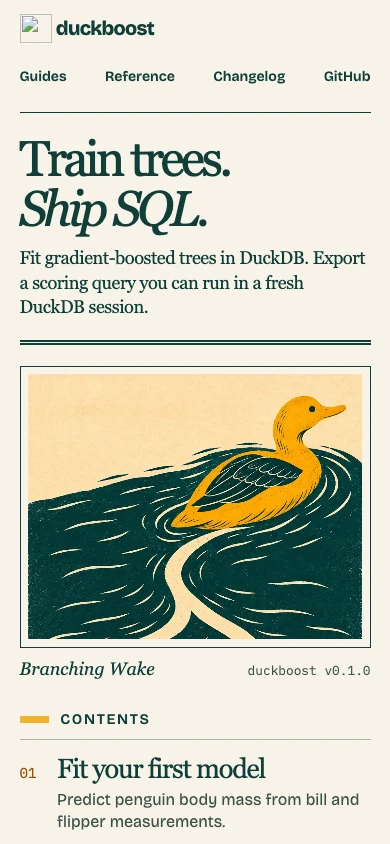 duckboost
Guides Reference Changelog GitHub
Train trees.
Ship SQL.
Fit gradient-boosted trees in DuckDB. Export
a scoring query you can run in a fresh
DuckDB session.
Branching Wake duckboost v0.1.0
CONTENTS
01 Fit your first model
Predict penguin body mass from bill and
flipper measurements.